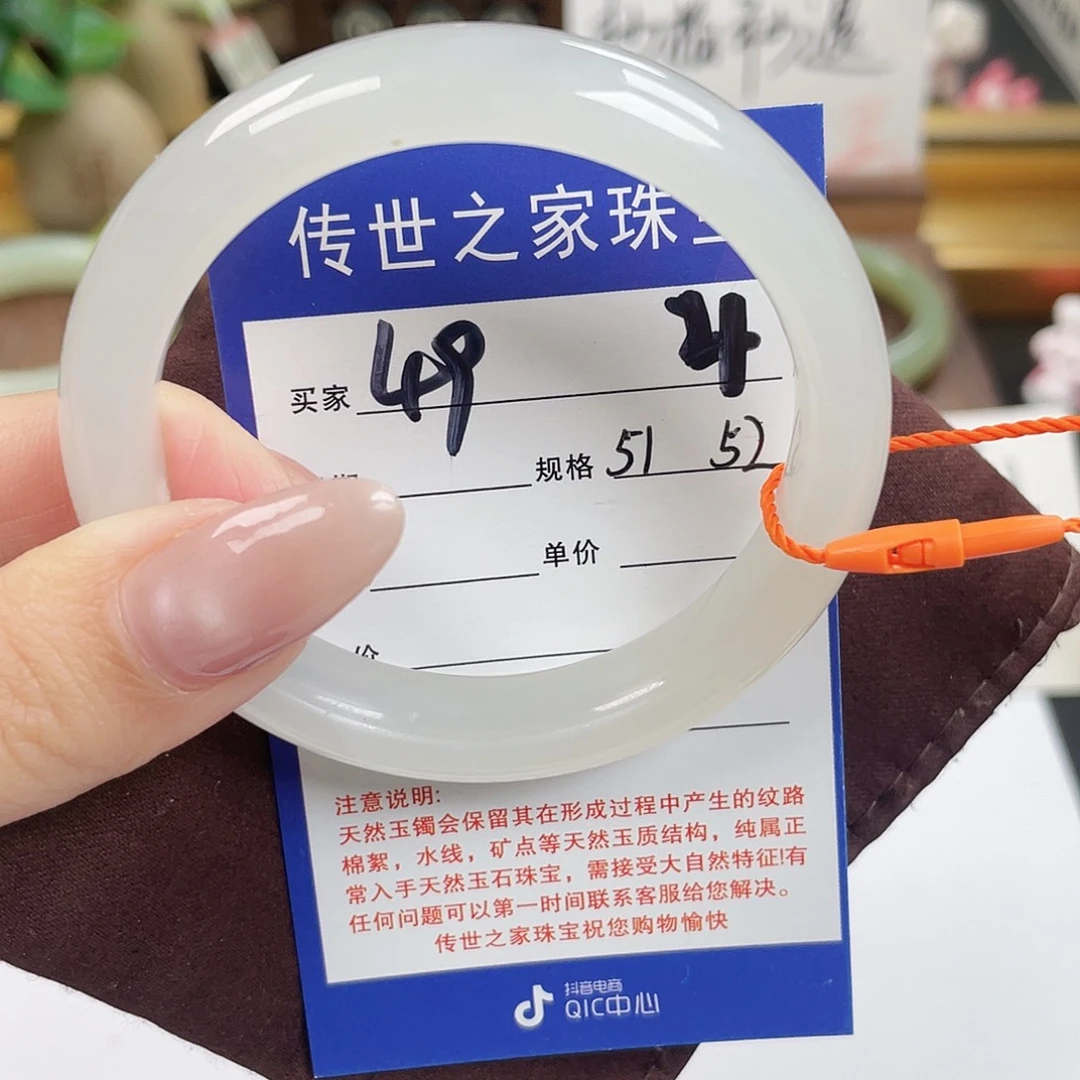 传世之家珠
买家 49
规格 51 52
单价
价
注意说明:
天然玉镯会保留其在形成过程中产生的纹路
棉絮，水线，矿点等天然玉质结构，纯属正
常入手天然玉石珠宝，需接受大自然特征!有
任何问题可以第一时间联系客服给您解决。
传世之家珠宝祝您购物愉快
抖音电商
QIC中心